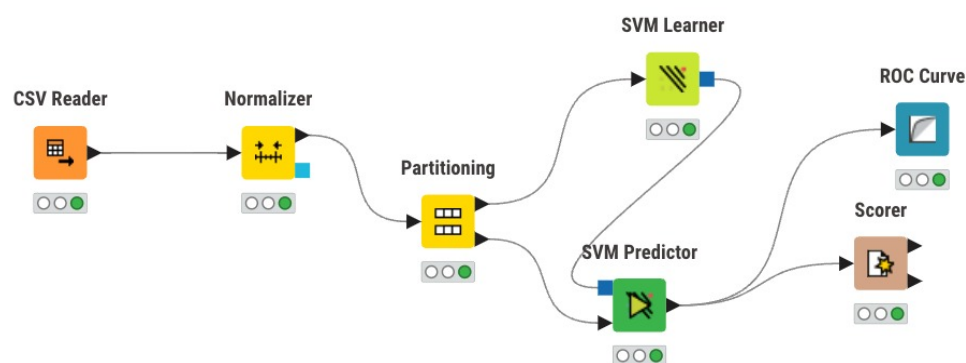 SVM Learner
ROC Curve
CSV Reader
Normalizer
Partitioning
Scorer
SVM Predictor